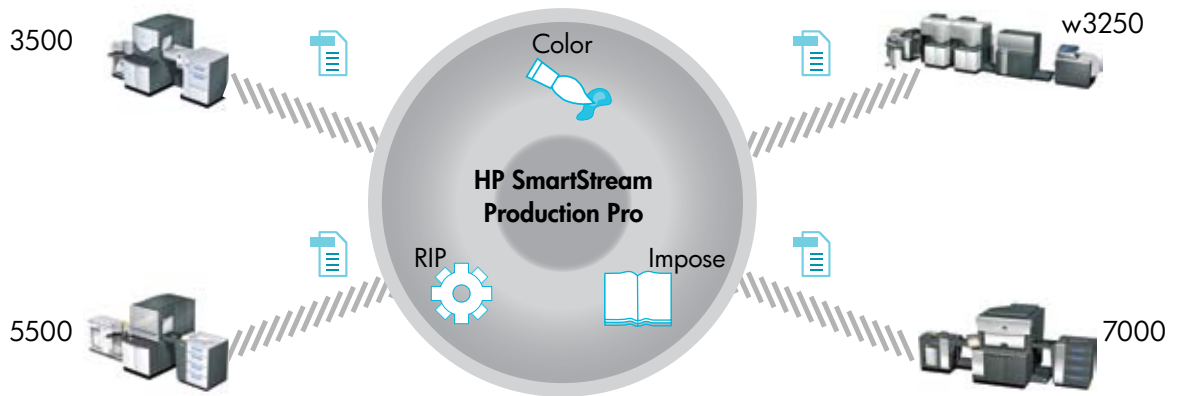 3500
Color
w3250
HP SmartStream
Production Pro
RIP
Impose
5500
7000